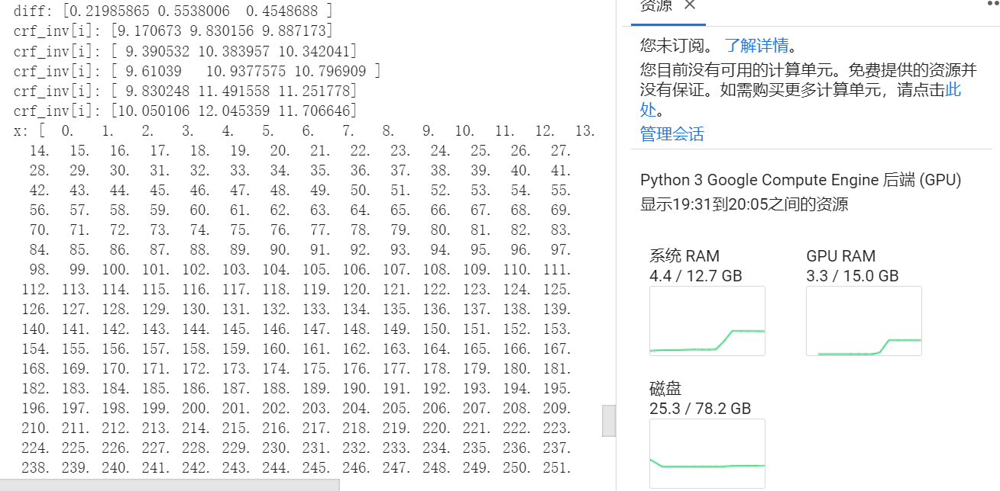 diff: [0.21985865 0.5538006  0.4548688 ]
crf_inv[i]: [9.170673 9.830156 9.887173]
crf_inv[i]: [ 9.390532 10.383957 10.342041]
crf_inv[i]: [ 9.61039   10.9377575 10.796909 ]
crf_inv[i]: [ 9.830248 11.491558 11.251778]
crf_inv[i]: [10.050106 12.045359 11.706646]
x: [  0.   1.   2.   3.   4.   5.   6.   7.   8.   9.  10.  11.  12.  13.
  14.  15.  16.  17.  18.  19.  20.  21.  22.  23.  24.  25.  26.  27.
  28.  29.  30.  31.  32.  33.  34.  35.  36.  37.  38.  39.  40.  41.
  42.  43.  44.  45.  46.  47.  48.  49.  50.  51.  52.  53.  54.  55.
  56.  57.  58.  59.  60.  61.  62.  63.  64.  65.  66.  67.  68.  69.
  70.  71.  72.  73.  74.  75.  76.  77.  78.  79.  80.  81.  82.  83.
  84.  85.  86.  87.  88.  89.  90.  91.  92.  93.  94.  95.  96.  97.
  98.  99. 100. 101. 102. 103. 104. 105. 106. 107. 108. 109. 110. 111.
 112. 113. 114. 115. 116. 117. 118. 119. 120. 121. 122. 123. 124. 125.
 126. 127. 128. 129. 130. 131. 132. 133. 134. 135. 136. 137. 138. 139.
 140. 141. 142. 143. 144. 145. 146. 147. 148. 149. 150. 151. 152. 153.
 154. 155. 156. 157. 158. 159. 160. 161. 162. 163. 164. 165. 166. 167.
 168. 169. 170. 171. 172. 173. 174. 175. 176. 177. 178. 179. 180. 181.
 182. 183. 184. 185. 186. 187. 188. 189. 190. 191. 192. 193. 194. 195.
 196. 197. 198. 199. 200. 201. 202. 203. 204. 205. 206. 207. 208. 209.
 210. 211. 212. 213. 214. 215. 216. 217. 218. 219. 220. 221. 222. 223.
 224. 225. 226. 227. 228. 229. 230. 231. 232. 233. 234. 235. 236. 237.
 238. 239. 240. 241. 242. 243. 244. 245. 246. 247. 248. 249. 250. 251.
资源
您未订阅。 了解详情。
您目前没有可用的计算单元。免费提供的资源并
没有保证。如需购买更多计算单元，请点击此
处。
管理会话
Python 3 Google Compute Engine 后端 (GPU)
显示19:31到20:05之间的资源
系统 RAM
4.4 / 12.7 GB
GPU RAM
3.3 / 15.0 GB
磁盘
25.3 / 78.2 GB